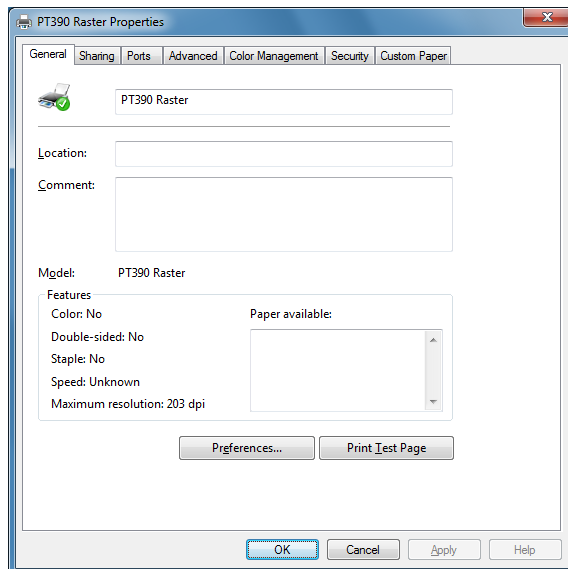 PT390 Raster Properties
General Sharing Ports Advanced Color Management Security Custom Paper
PT390 Raster
Location:
Comment:
Model: PT390 Raster
Features
Color: No Paper available:
Double-sided: No
Staple: No
Speed: Unknown
Maximum resolution: 203 dpi
Preferences... Print Test Page
OK Cancel Apply Help